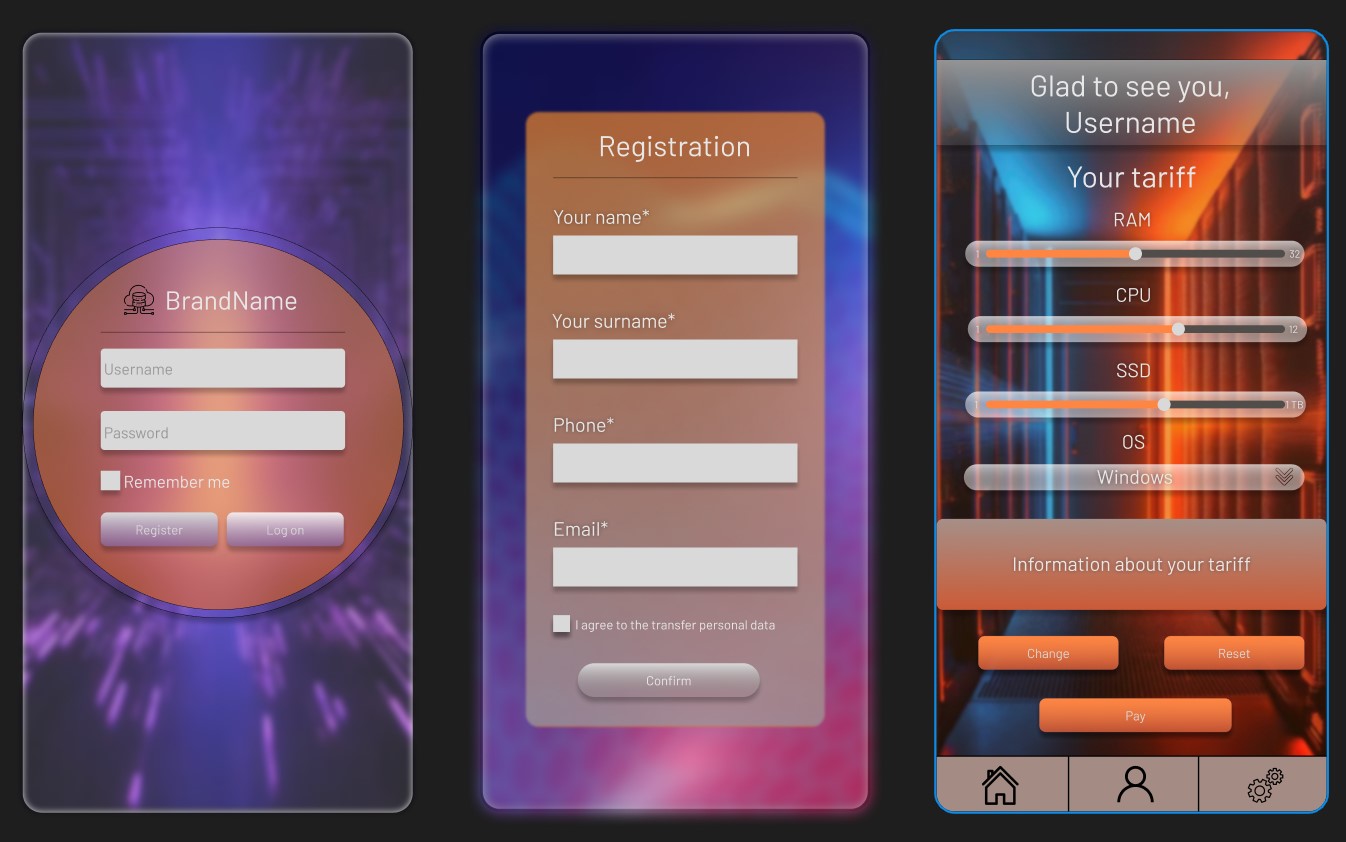 BrandName
Username
Password
Remember me
Register
Log on
Registration
Your name*
Your surname*
Phone*
Email*
I agree to the transfer personal data
Confirm
Glad to see you,
Username
Your tariff
RAM
1 32
CPU
1 12
SSD
1 1 TB
OS
Windows
Information about your tariff
Change Reset
Pay